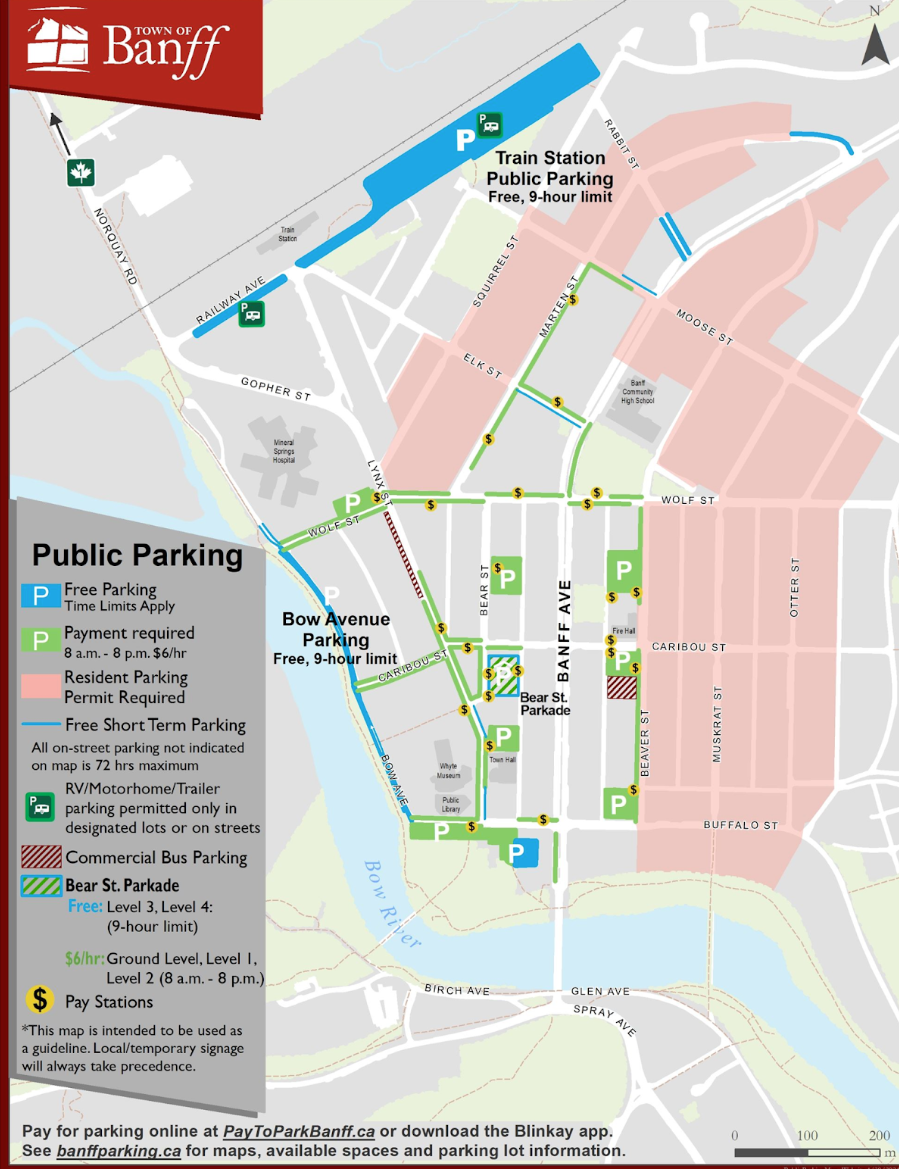 TOWN OF
Banff
N
1
P
P
Train Station
Public Parking
Free, 9-hour limit
RABBIT ST
NORQUAY RD
Train
Station
SQUIRREL ST
RAILWAY AVE
P
MARTEN ST
$
MOOSE ST
ELK ST
GOPHER ST
Banff
Community
High School
$
$
Mineral
Springs
Hospital
LYNX ST
P
$
$
$
$
$
WOLF ST
WOLF ST
Public Parking
P
Free Parking
Time Limits Apply
P
Payment required
8 a.m. - 8 p.m. $6/hr
Resident Parking
Permit Required
Free Short Term Parking
All on-street parking not indicated
on map is 72 hrs maximum
P
RV/Motorhome/Trailer
parking permitted only in
designated lots or on streets
Commercial Bus Parking
Bear St. Parkade
Free: Level 3, Level 4:
(9-hour limit)
$6/hr: Ground Level, Level 1,
Level 2 (8 a.m. - 8 p.m.)
$
Pay Stations
*This map is intended to be used as
a guideline. Local/temporary signage
will always take precedence.
P
Bow Avenue
Parking
Free, 9-hour limit
BEAR ST
$
P
BANFF AVE
P
$
$
OTTER ST
Fire Hall
$
$
$
CARIBOU ST
$
CARIBOU ST
P
$
$
$
$
P
$
Bear St.
Parkade
$
BEAVER ST
MUSKRAT ST
P
$
Town Hall
BOW AVE
Whyte
Museum
Public
Library
$
P
$
$
P
BUFFALO ST
P
Bow River
BIRCH AVE
GLEN AVE
SPRAY AVE
Pay for parking online at PayToParkBanff.ca or download the Blinkay app.
See banffparking.ca for maps, available spaces and parking lot information.
0 100 200
m